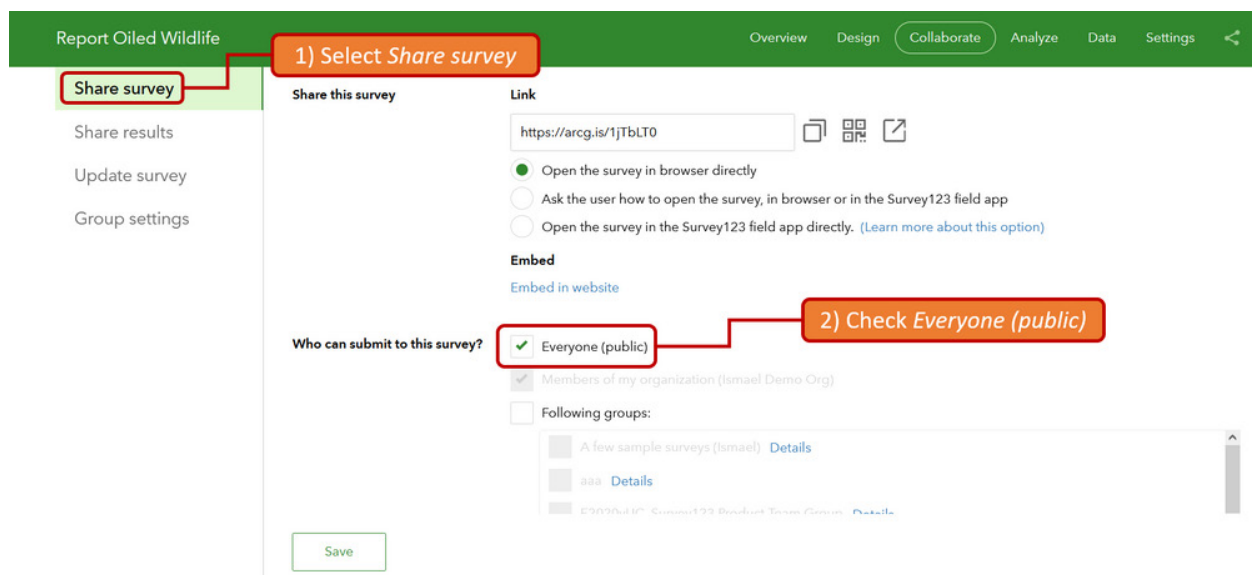 Report Oiled Wildlife
Overview Design Collaborate Analyze Data Settings
1) Select Share survey
Share survey
Share results
Update survey
Group settings
Share this survey
Link
https://arcg.is/1jTbLT0
Open the survey in browser directly
Ask the user how to open the survey, in browser or in the Survey123 field app
Open the survey in the Survey123 field app directly. (Learn more about this option)
Embed
Embed in website
2) Check Everyone (public)
Who can submit to this survey?
Everyone (public)
Members of my organization (Ismael Demo Org)
Following groups:
A few sample surveys (Ismael) Details
aaa Details
Survey123 Product Team Group Details
Save